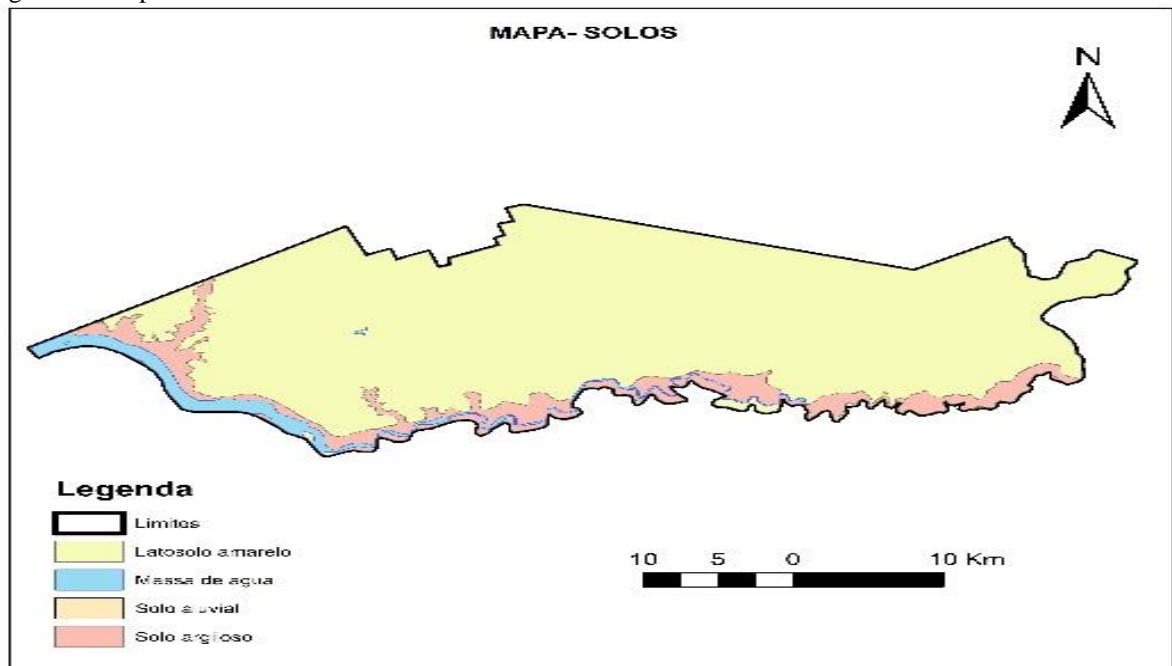 MAPA- SOLOS
N
Legenda
Limites
Latosolo amarelo
Massa de agua
Solo aluvial
Solo argiloso
10 5 0 10 Km